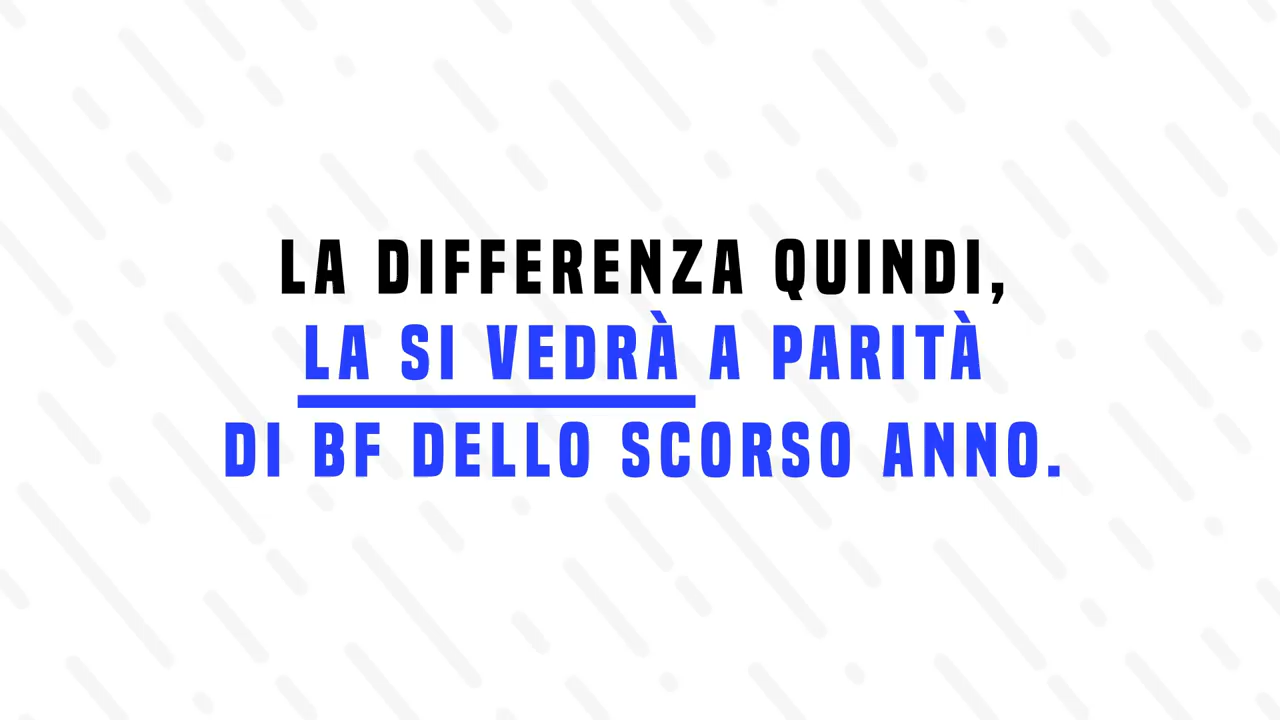 LA DIFFERENZA QUINDI,
LA SI VEDRÀ A PARITÀ
DI BF DELLO SCORSO ANNO.